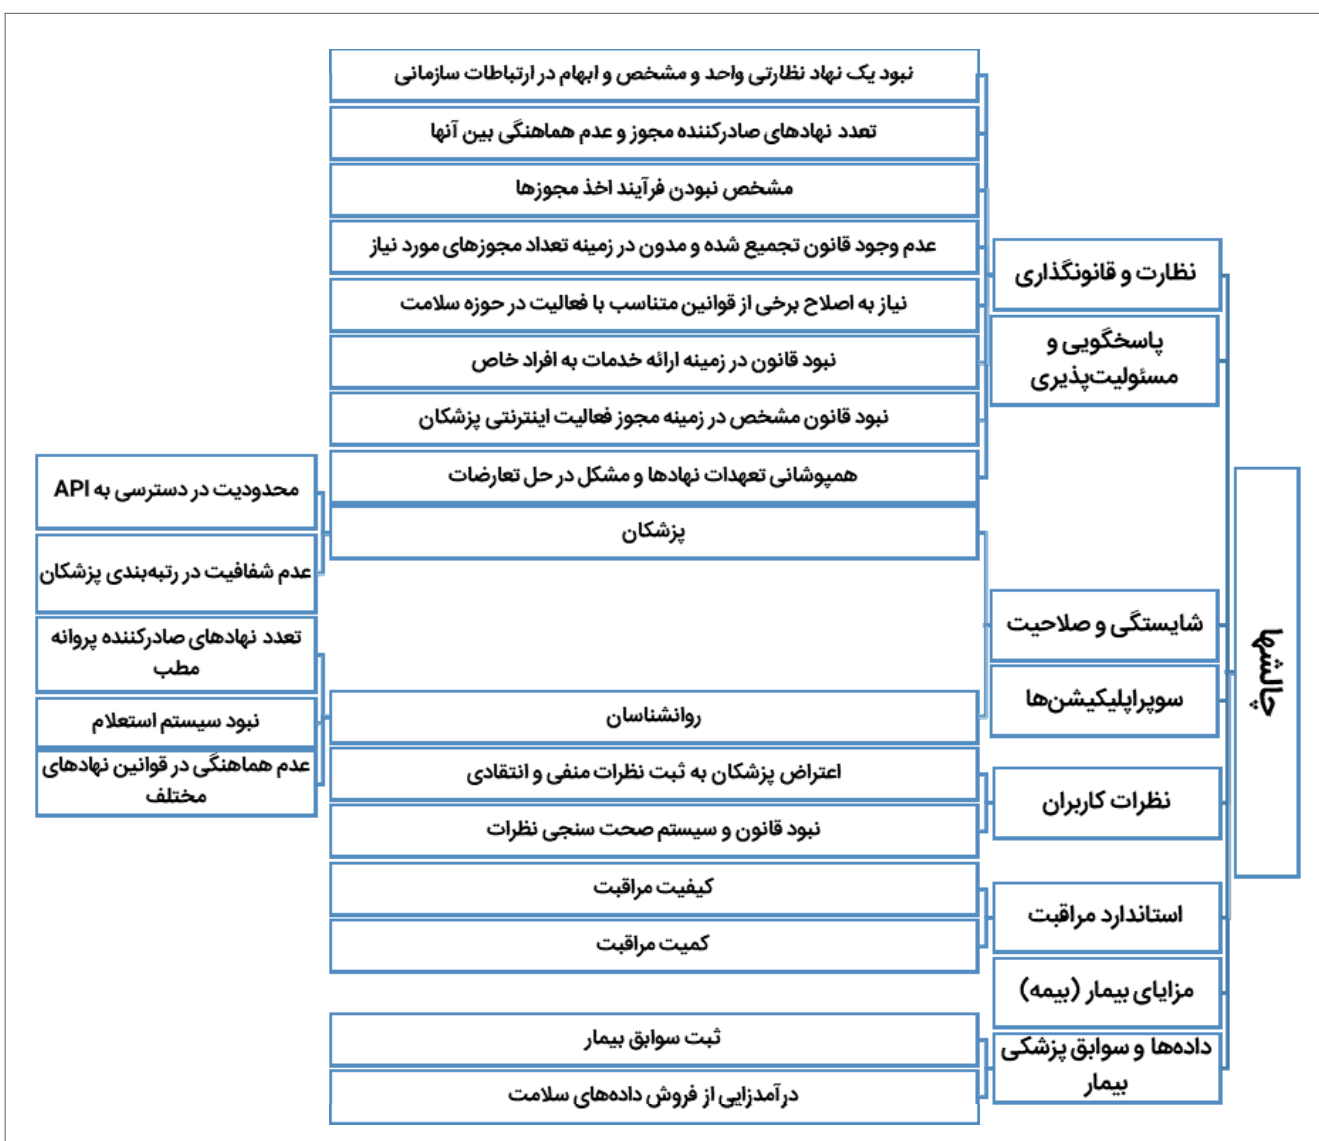 چالشها
نظارت و قانونگذاری
نبود یک نهاد نظارتی واحد و مشخص و ابهام در ارتباطات سازمانی
تعدد نهادهای صادرکننده مجوز و عدم هماهنگی بین آنها
مشخص نبودن فرآیند اخذ مجوزها
عدم وجود قانون تجمیع شده و مدون در زمینه تعداد مجوزهای مورد نیاز
نیاز به اصلاح برخی از قوانین متناسب با فعالیت در حوزه سلامت
نبود قانون در زمینه ارائه خدمات به افراد خاص
نبود قانون مشخص در زمینه مجوز فعالیت اینترنتی پزشکان
همپوشانی تعهدات نهادها و مشکل در حل تعارضات
پاسخگویی و
مسئولیت‌پذیری
شایستگی و صلاحیت
پزشکان
محدودیت در دسترسی به API
عدم شفافیت در رتبه‌بندی پزشکان
روانشناسان
تعدد نهادهای صادرکننده پروانه
مطب
نبود سیستم استعلام
عدم هماهنگی در قوانین نهادهای
مختلف
سوپراپلیکیشن‌ها
نظرات کاربران
اعتراض پزشکان به ثبت نظرات منفی و انتقادی
نبود قانون و سیستم صحت سنجی نظرات
استاندارد مراقبت
کیفیت مراقبت
کمیت مراقبت
مزایای بیمار (بیمه)
داده‌ها و سوابق پزشکی
بیمار
ثبت سوابق بیمار
درآمدزایی از فروش داده‌های سلامت